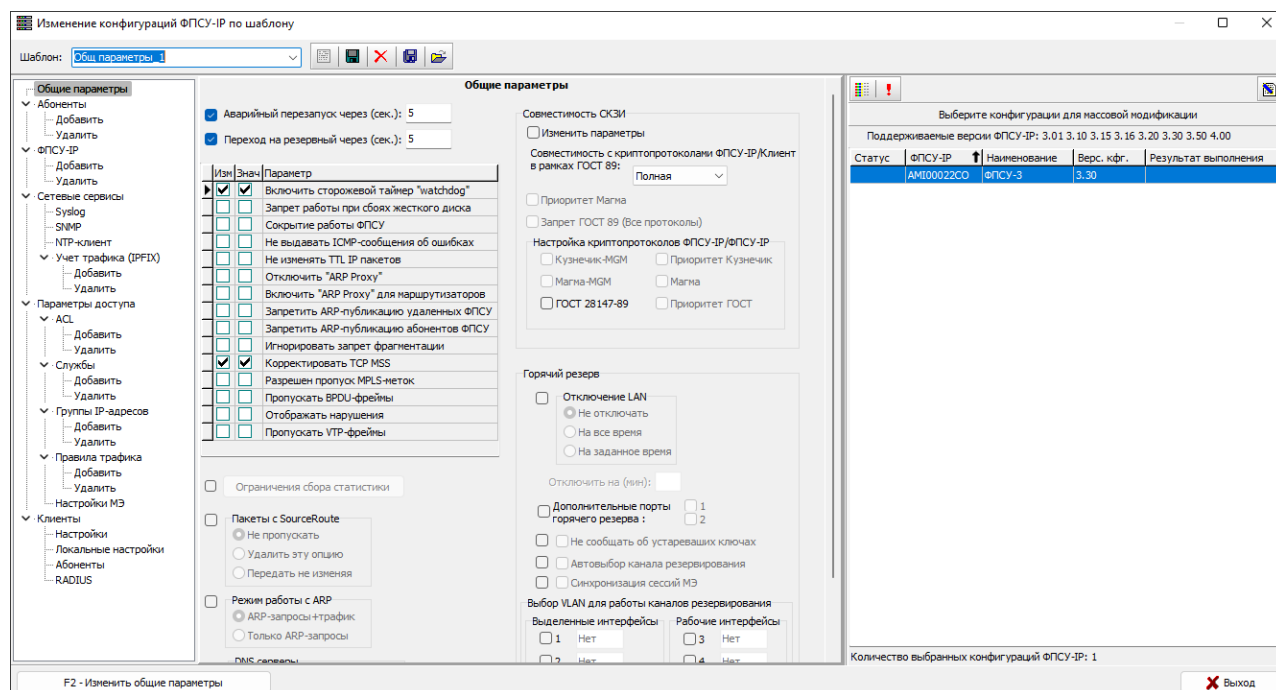 Изменение конфигураций ФПСУ-IP по шаблону
Шаблон: Общ параметры_1
Общие параметры
Абоненты
Добавить
Удалить
ФПСУ-IP
Добавить
Удалить
Сетевые сервисы
Syslog
SNMP
NTP-клиент
Учет трафика (IPFIX)
Добавить
Удалить
Параметры доступа
ACL
Добавить
Удалить
Службы
Добавить
Удалить
Группы IP-адресов
Добавить
Удалить
Правила трафика
Добавить
Удалить
Настройки МЭ
Клиенты
Настройки
Локальные настройки
Абоненты
RADIUS
Общие параметры
Аварийный перезапуск через (сек.): 5
Переход на резервный через (сек.): 5
Изм Знач Параметр
Включить сторожевой таймер "watchdog"
Запрет работы при сбоях жесткого диска
Сокрытие работы ФПСУ
Не выдавать ICMP-сообщения об ошибках
Не изменять TTL IP пакетов
Отключить "ARP Proxy"
Включить "ARP Proxy" для маршрутизаторов
Запретить ARP-публикацию удаленных ФПСУ
Запретить ARP-публикацию абонентов ФПСУ
Игнорировать запрет фрагментации
Корректировать TCP MSS
Разрешен пропуск MPLS-меток
Пропускать BPDU-фреймы
Отображать нарушения
Пропускать VTP-фреймы
Ограничения сбора статистики
Пакеты с SourceRoute
Не пропускать
Удалить эту опцию
Передать не изменяя
Режим работы с ARP
ARP-запросы+трафик
Только ARP-запросы
DNS серверы
Совместимость СКЗИ
Изменить параметры
Совместимость с криптопротоколами ФПСУ-IP/Клиент
в рамках ГОСТ 89:
Полная
Приоритет Магма
Запрет ГОСТ 89 (Все протоколы)
Настройка криптопротоколов ФПСУ-IP/ФПСУ-IP
Кузнечик-MGM Приоритет Кузнечик
Магма-MGM Магма
ГОСТ 28147-89 Приоритет ГОСТ
Горячий резерв
Отключение LAN
Не отключать
На все время
На заданное время
Отключить на (мин):
Дополнительные порты 1
горячего резерва : 2
Не сообщать об устареваших ключах
Автовыбор канала резервирования
Синхронизация сессий МЭ
Выбор VLAN для работы каналов резервирования
Выделенные интерфейсы Рабочие интерфейсы
1 Нет 3 Нет
2 Нет 4 Нет
Выберите конфигурации для массовой модификации
Поддерживаемые версии ФПСУ-IP: 3.01 3.10 3.15 3.16 3.20 3.30 3.50 4.00
Статус ФПСУ-IP Наименование Верс. кфг. Результат выполнения
AMI00022CO ФПСУ-3 3.30
Количество выбранных конфигураций ФПСУ-IP: 1
F2 - Изменить общие параметры
Выход